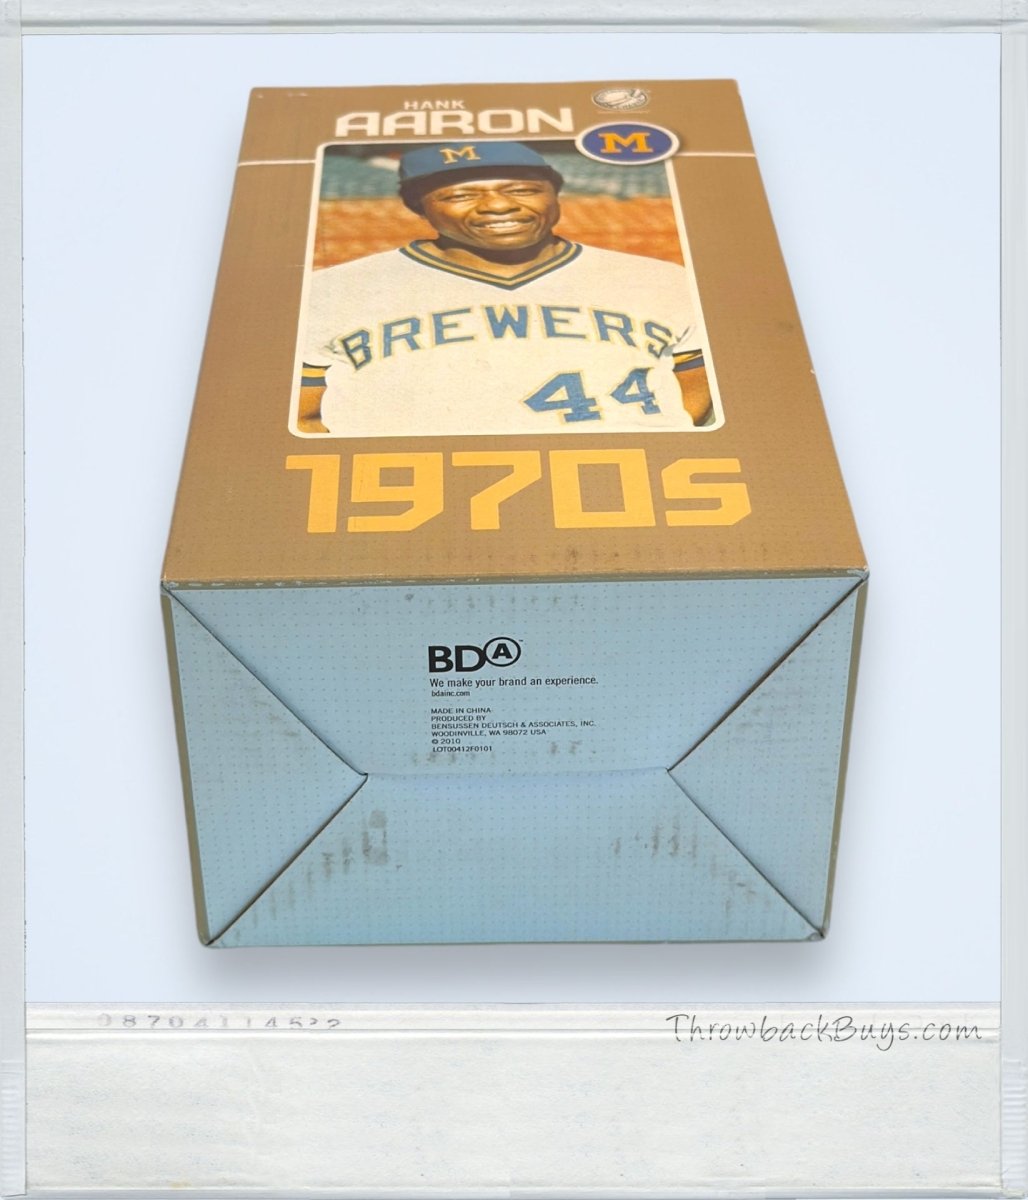 HANK
AARON
M
M
BREWERS
44
1970s
BDA™
We make your brand an experience.
bdainc.com
MADE IN CHINA
PRODUCED BY
BENSUSSEN DEUTSCH & ASSOCIATES, INC.
WOODINVILLE, WA 98072 USA
© 2010
LOT00412F0101
ThrowbackBuys.com